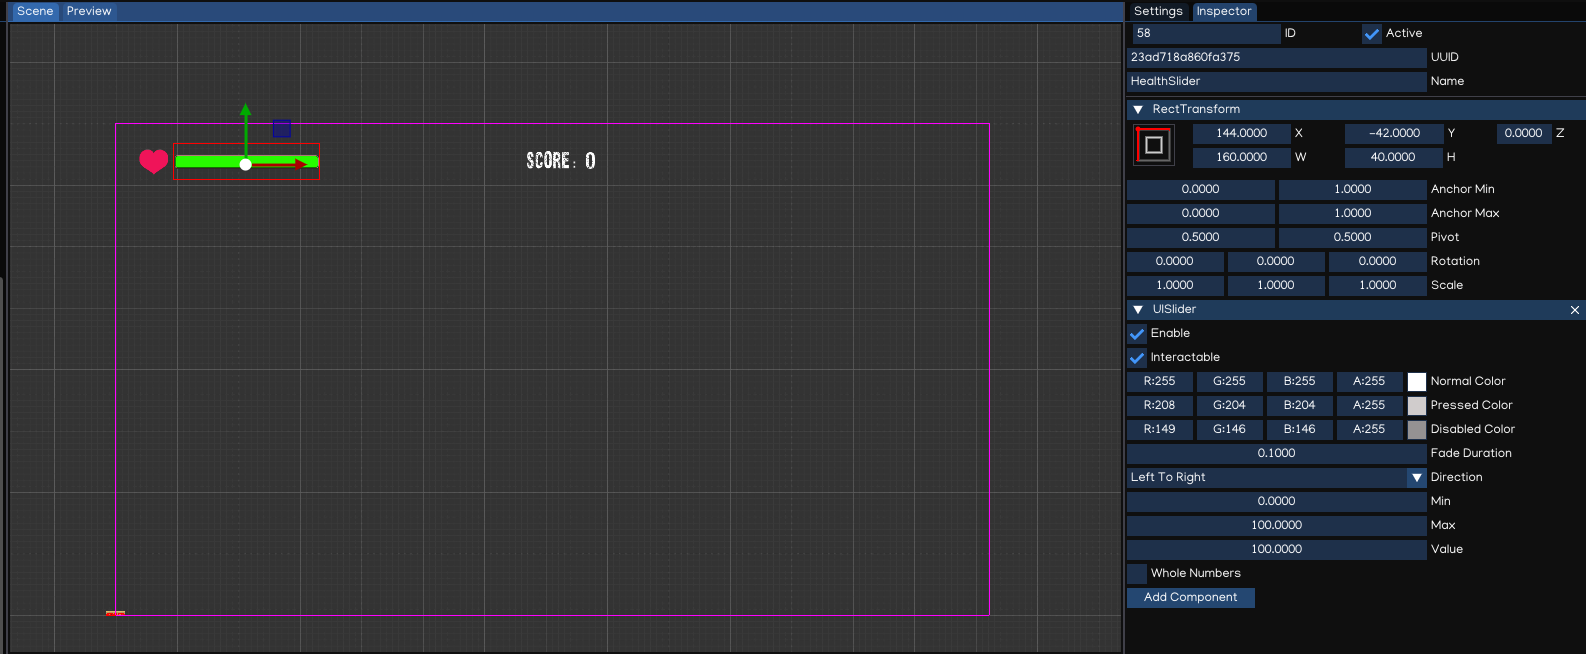 Scene Preview
SCORE: 0
Settings Inspector
58 ID Active
23ad718a860fa375 UUID
HealthSlider Name
RectTransform
144.0000 X -42.0000 Y 0.0000 Z
160.0000 W 40.0000 H
0.0000 1.0000 Anchor Min
0.0000 1.0000 Anchor Max
0.5000 0.5000 Pivot
0.0000 0.0000 0.0000 Rotation
1.0000 1.0000 1.0000 Scale
UISlider
Enable
Interactable
R:255 G:255 B:255 A:255 Normal Color
R:208 G:204 B:204 A:255 Pressed Color
R:149 G:146 B:146 A:255 Disabled Color
0.1000 Fade Duration
Left To Right Direction
0.0000 Min
100.0000 Max
100.0000 Value
Whole Numbers
Add Component